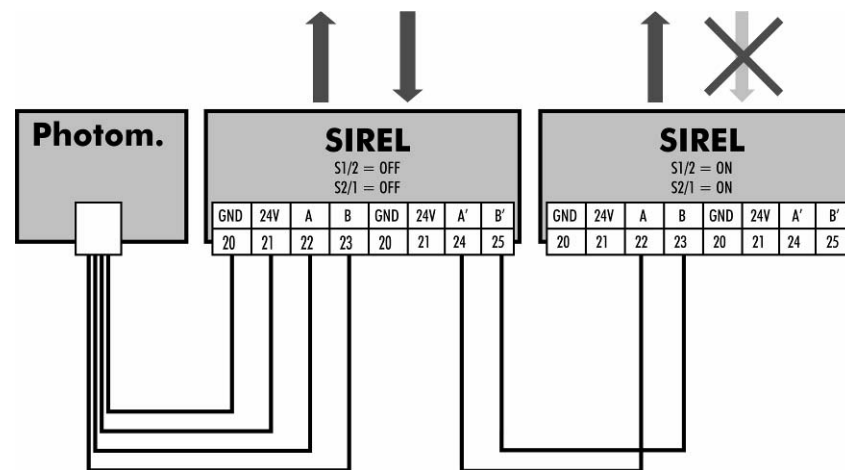 Photom.
SIREL
S1/2 = OFF
S2/1 = OFF
GND 24V A B GND 24V A' B'
20 21 22 23 20 21 24 25
SIREL
S1/2 = ON
S2/1 = ON
GND 24V A B GND 24V A' B'
20 21 22 23 20 21 24 25